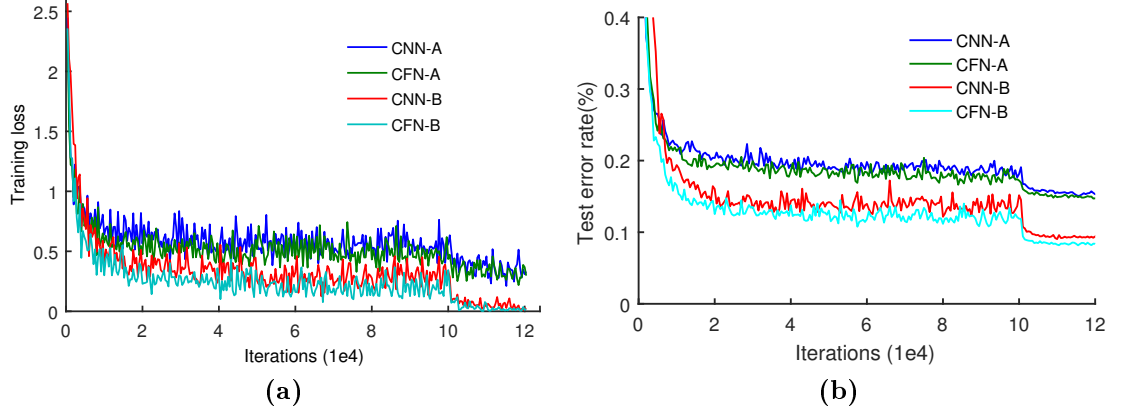 2.5
2
1.5
1
0.5
0
Training loss
CNN-A
CFN-A
CNN-B
CFN-B
0 2 4 6 8 10 12
Iterations (1e4)
(a)
0.4
0.3
0.2
0.1
0
Test error rate(%)
CNN-A
CFN-A
CNN-B
CFN-B
0 2 4 6 8 10 12
Iterations (1e4)
(b)